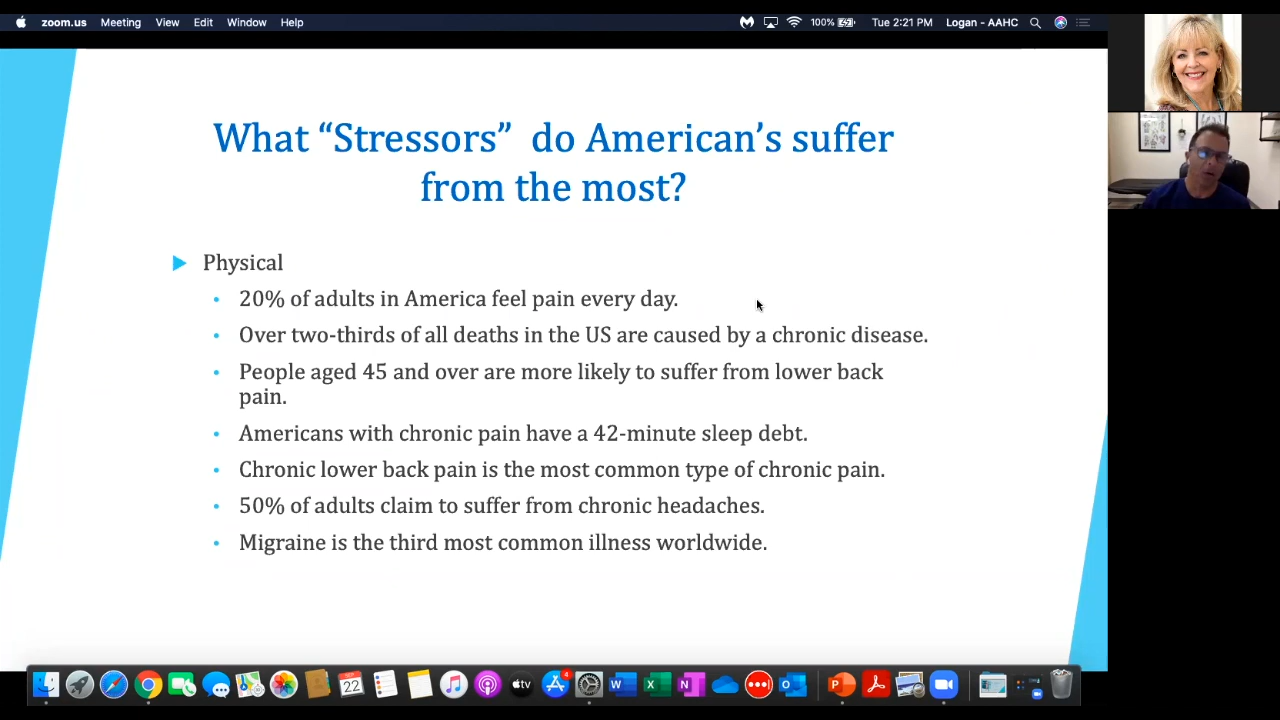 zoom.us Meeting View Edit Window Help 100% Tue 2:21 PM Logan - AAHC
What “Stressors” do American’s suffer
from the most?
Physical
20% of adults in America feel pain every day.
Over two-thirds of all deaths in the US are caused by a chronic disease.
People aged 45 and over are more likely to suffer from lower back
pain.
Americans with chronic pain have a 42-minute sleep debt.
Chronic lower back pain is the most common type of chronic pain.
50% of adults claim to suffer from chronic headaches.
Migraine is the third most common illness worldwide.
4
22
tv
W
X
N
O
P